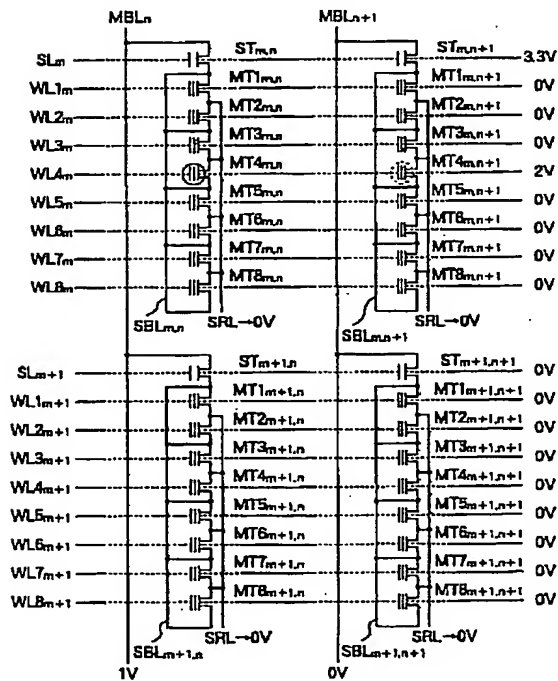 MBLn MBLn+1
SLm STm,n STm,n+1 3.3V
WL1m MT1m,n MT1m,n+1 0V
WL2m MT2m,n MT2m,n+1 0V
WL3m MT3m,n MT3m,n+1 0V
WL4m MT4m,n MT4m,n+1 2V
WL5m MT5m,n MT5m,n+1 0V
WL6m MT6m,n MT6m,n+1 0V
WL7m MT7m,n MT7m,n+1 0V
WL8m MT8m,n MT8m,n+1 0V
SBLm,n SRL→0V SBLm,n+1 SRL→0V
SLm+1 STm+1,n STm+1,n+1 0V
WL1m+1 MT1m+1,n MT1m+1,n+1 0V
WL2m+1 MT2m+1,n MT2m+1,n+1 0V
WL3m+1 MT3m+1,n MT3m+1,n+1 0V
WL4m+1 MT4m+1,n MT4m+1,n+1 0V
WL5m+1 MT5m+1,n MT5m+1,n+1 0V
WL6m+1 MT6m+1,n MT6m+1,n+1 0V
WL7m+1 MT7m+1,n MT7m+1,n+1 0V
WL8m+1 MT8m+1,n MT8m+1,n+1 0V
SBLm+1,n SRL→0V SBLm+1,n+1 SRL→0V
1V 0V